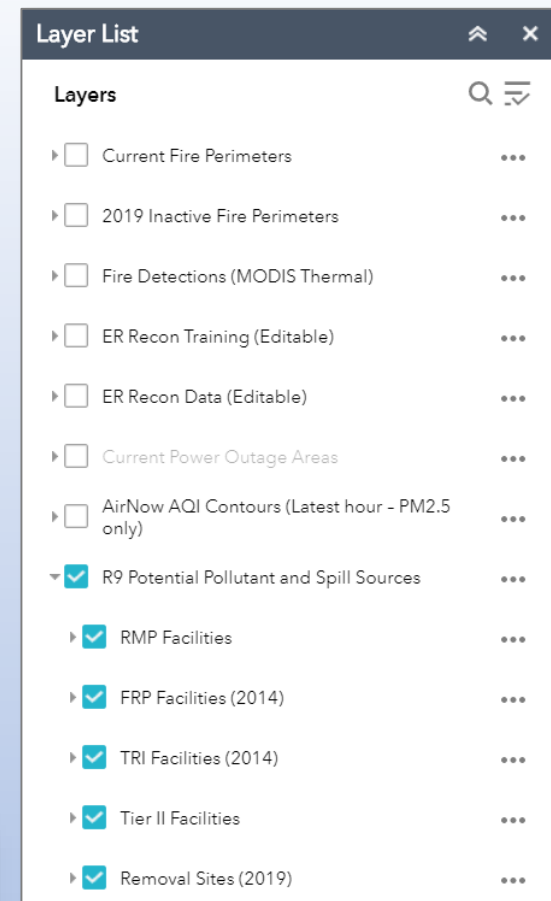 Layer List
Layers
Current Fire Perimeters
2019 Inactive Fire Perimeters
Fire Detections (MODIS Thermal)
ER Recon Training (Editable)
ER Recon Data (Editable)
Current Power Outage Areas
AirNow AQI Contours (Latest hour - PM2.5
only)
R9 Potential Pollutant and Spill Sources
RMP Facilities
FRP Facilities (2014)
TRI Facilities (2014)
Tier II Facilities
Removal Sites (2019)